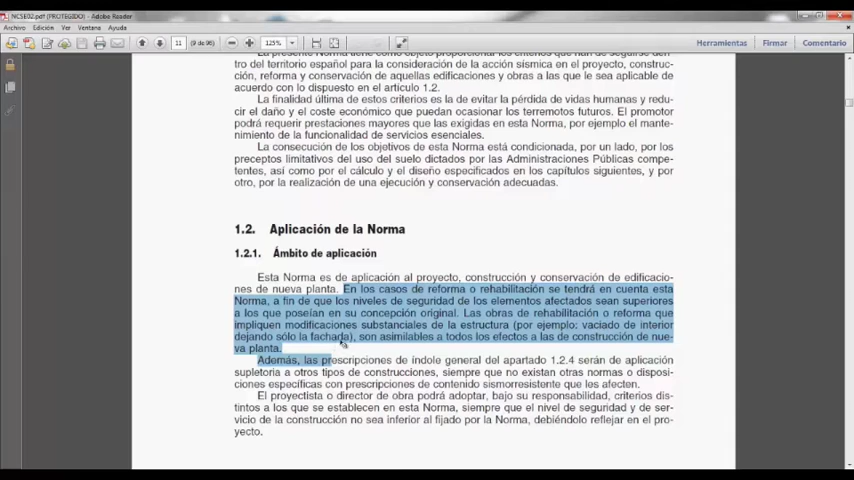 NCSE02.pdf (PROTEGIDO) - Adobe Reader
Archivo Edición Ver Ventana Ayuda
11 (9 de 96) 125% Herramientas Firmar Comentario
La presente Norma tiene como objeto proporcionar los criterios que han de seguirse den-
tro del territorio español para la consideración de la acción sísmica en el proyecto, construc-
ción, reforma y conservación de aquellas edificaciones y obras a las que le sea aplicable de
acuerdo con lo dispuesto en el artículo 1.2.
La finalidad última de estos criterios es la de evitar la pérdida de vidas humanas y redu-
cir el daño y el coste económico que puedan ocasionar los terremotos futuros. El promotor
podrá requerir prestaciones mayores que las exigidas en esta Norma, por ejemplo el mante-
nimiento de la funcionalidad de servicios esenciales.
La consecución de los objetivos de esta Norma está condicionada, por un lado, por los
preceptos limitativos del uso del suelo dictados por las Administraciones Públicas compe-
tentes, así como por el cálculo y el diseño especificados en los capítulos siguientes, y por
otro, por la realización de una ejecución y conservación adecuadas.
1.2. Aplicación de la Norma
1.2.1. Ámbito de aplicación
Esta Norma es de aplicación al proyecto, construcción y conservación de edificacio-
nes de nueva planta. En los casos de reforma o rehabilitación se tendrá en cuenta esta
Norma, a fin de que los niveles de seguridad de los elementos afectados sean superiores
a los que poseían en su concepción original. Las obras de rehabilitación o reforma que
impliquen modificaciones substanciales de la estructura (por ejemplo: vaciado de interior
dejando sólo la fachada), son asimilables a todos los efectos a las de construcción de nue-
va planta.
Además, las prescripciones de índole general del apartado 1.2.4 serán de aplicación
supletoria a otros tipos de construcciones, siempre que no existan otras normas o disposi-
ciones específicas con prescripciones de contenido sismorresistente que les afecten.
El proyectista o director de obra podrá adoptar, bajo su responsabilidad, criterios dis-
tintos a los que se establecen en esta Norma, siempre que el nivel de seguridad y de ser-
vicio de la construcción no sea inferior al fijado por la Norma, debiéndolo reflejar en el pro-
yecto.